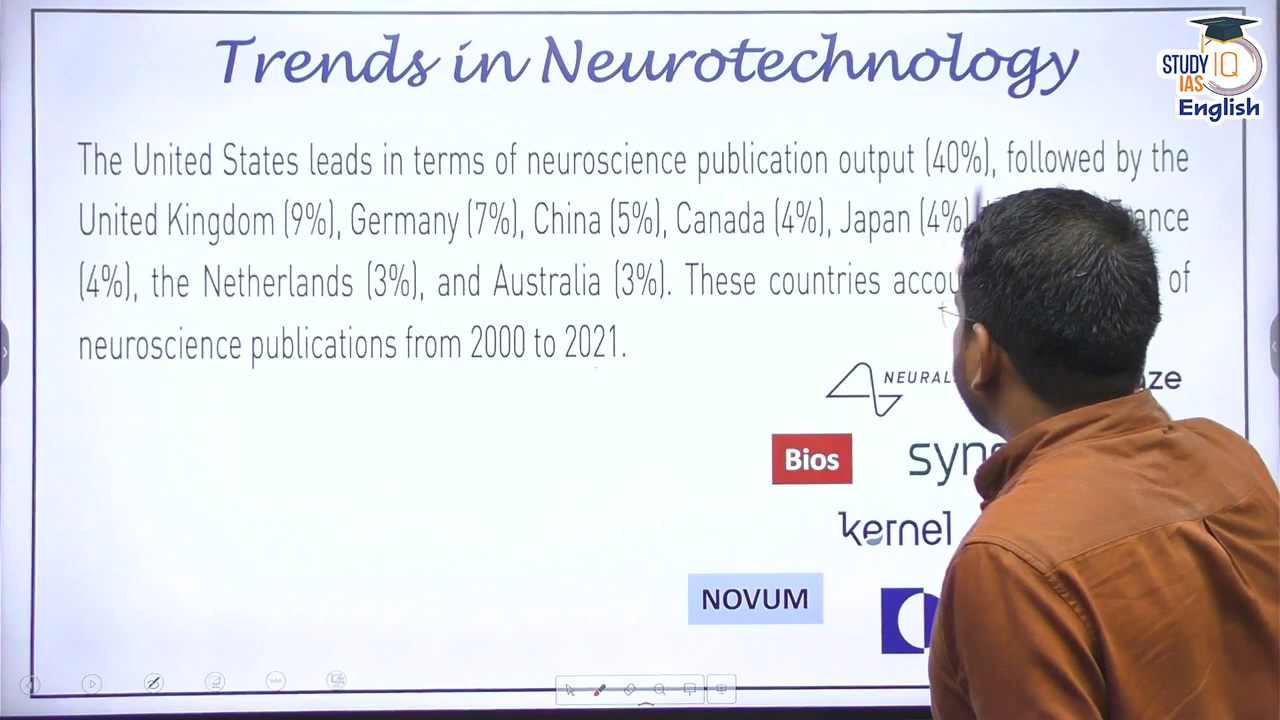 Trends in Neurotechnology
STUDY IQ
IAS
English
The United States leads in terms of neuroscience publication output (40%), followed by the
United Kingdom (9%), Germany (7%), China (5%), Canada (4%), Japan (4%)
(4%), the Netherlands (3%), and Australia (3%). These countries of
neuroscience publications from 2000 to 2021.
Bios
kernel
NOVUM